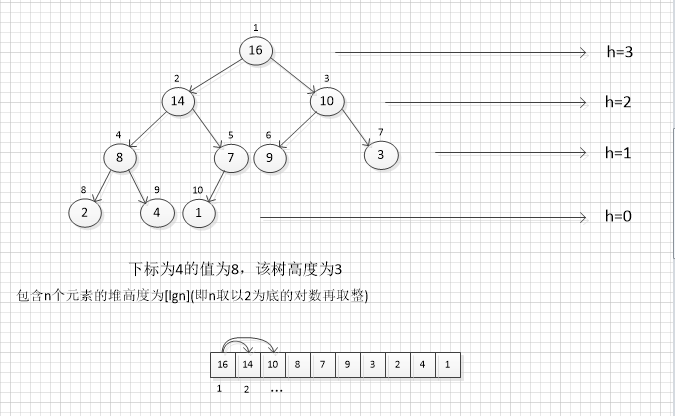 1
16 h=3
2 3
14 10 h=2
4 5 6 7
8 7 9 3 h=1
8 9 10
2 4 1 h=0
下标为4的值为8，该树高度为3
包含n个元素的堆高度为[lgn](即n取以2为底的对数再取整)
16 14 10 8 7 9 3 2 4 1
1 2 ...